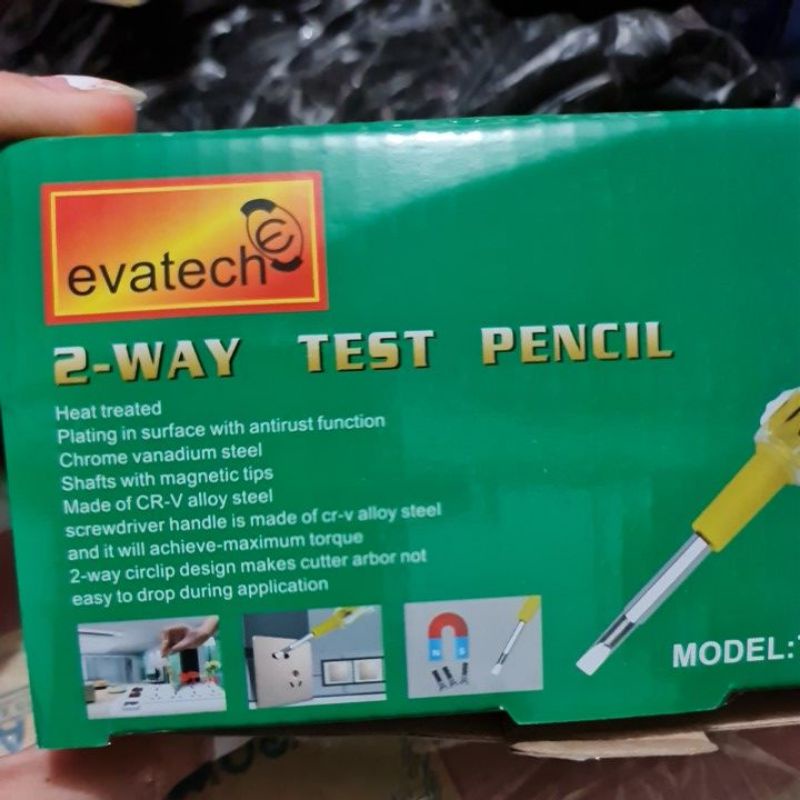 evatech
2-WAY TEST PENCIL
Heat treated
Plating in surface with antirust function
Chrome vanadium steel
Shafts with magnetic tips
Made of CR-V alloy steel
screwdriver handle is made of cr-v alloy steel
and it will achieve-maximum torque
2-way circlip design makes cutter arbor not
easy to drop during application
N S
MODEL: